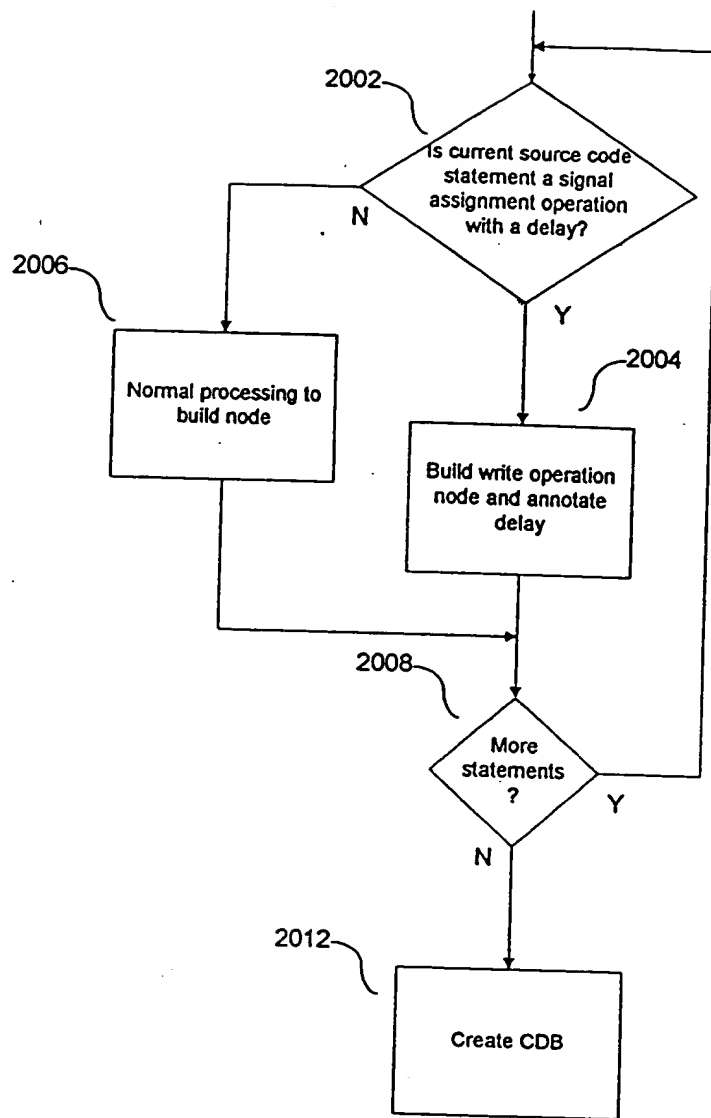 2002
Is current source code
statement a signal
assignment operation
with a delay?
N
Y
2006
Normal processing to
build node
2004
Build write operation
node and annotate
delay
2008
More
statements
?
Y
N
2012
Create CDB